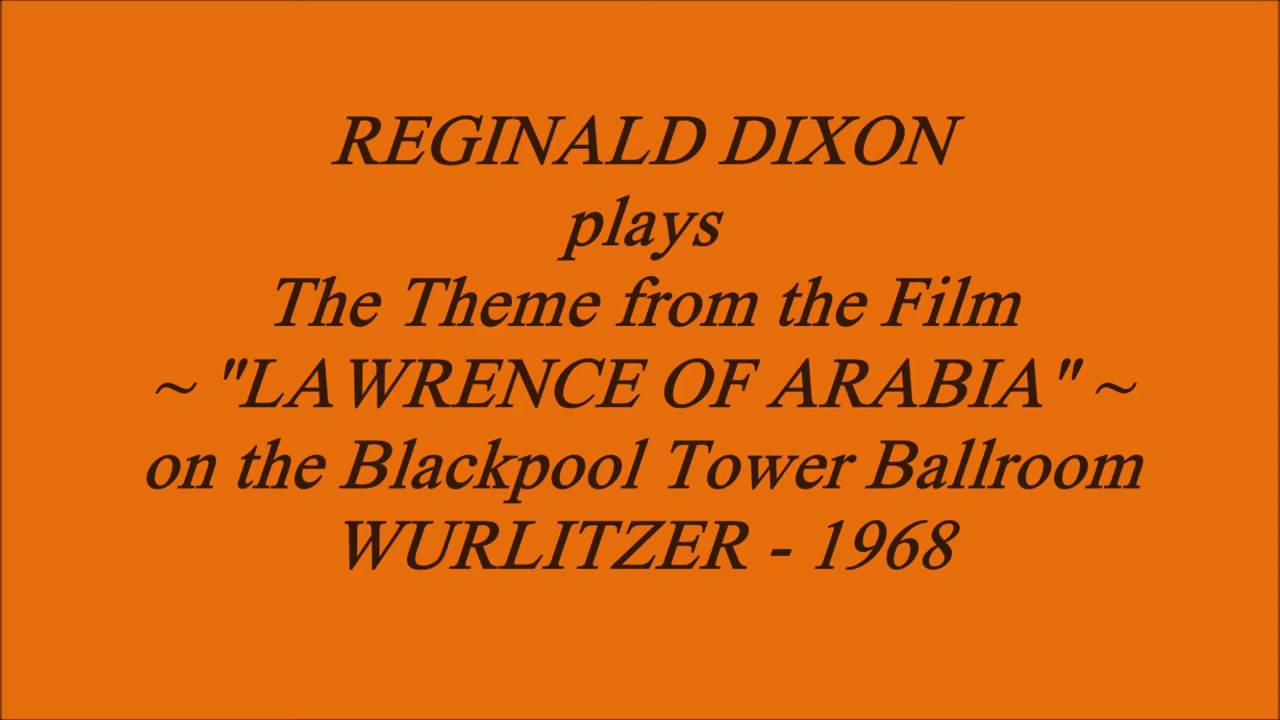 REGINALD DIXON
plays
The Theme from the Film
~ "LAWRENCE OF ARABIA" ~
on the Blackpool Tower Ballroom
WURLITZER - 1968